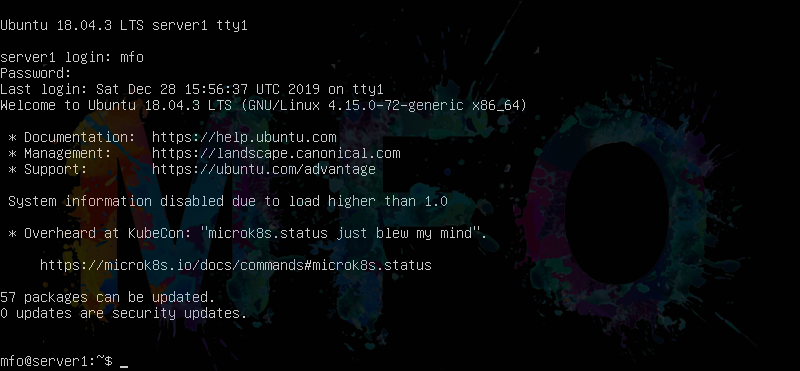 Ubuntu 18.04.3 LTS server1 tty1
server1 login: mfo
Password:
Last login: Sat Dec 28 15:56:37 UTC 2019 on tty1
Welcome to Ubuntu 18.04.3 LTS (GNU/Linux 4.15.0-72-generic x86_64)
* Documentation:  https://help.ubuntu.com
* Management:     https://landscape.canonical.com
* Support:        https://ubuntu.com/advantage
System information disabled due to load higher than 1.0
* Overheard at KubeCon: "microk8s.status just blew my mind".
https://microk8s.io/docs/commands#microk8s.status
57 packages can be updated.
0 updates are security updates.
mfo@server1:~$ _
MFO